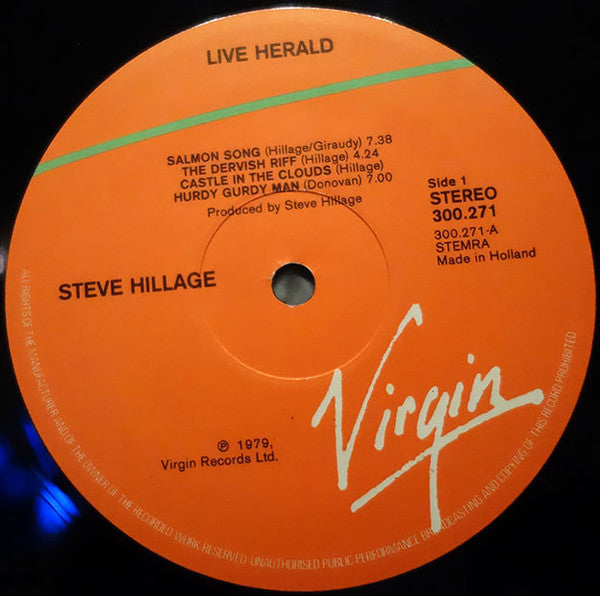 LIVE HERALD
SALMON SONG (Hillage/Giraudy) 7.38
THE DERVISH RIFF (Hillage) 4.24
CASTLE IN THE CLOUDS (Hillage)
HURDY GURDY MAN (Donovan) 7.00
Produced by Steve Hillage
Side 1
STEREO
300.271
300.271-A
STEMRA
Made in Holland
STEVE HILLAGE
Virgin
℗ 1979,
Virgin Records Ltd.
ALL RIGHTS OF THE MANUFACTURER AND OF THE OWNER OF THE RECORDED WORK RESERVED. UNAUTHORISED PUBLIC PERFORMANCE BROADCASTING AND COPYING OF THIS RECORD PROHIBITED